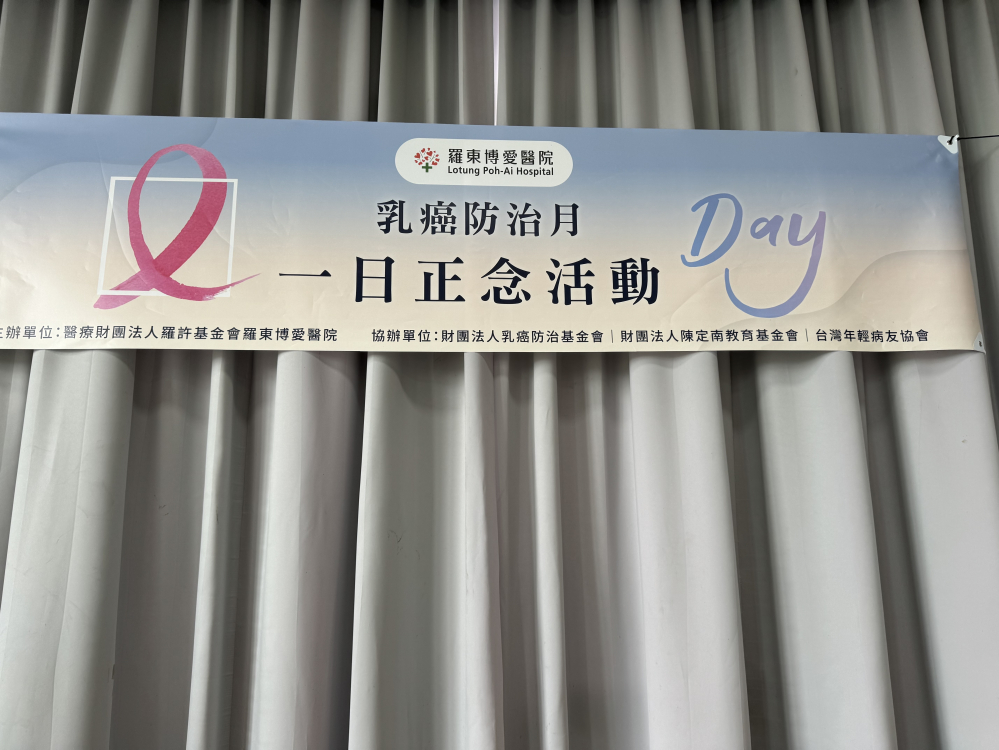 羅東博愛醫院
Lotung Poh-Ai Hospital
乳癌防治月
一日正念活動
Day
主辦單位:醫療財團法人羅許基金會羅東博愛醫院 協辦單位:財團法人乳癌防治基金會|財團法人陳定南教育基金會|台灣年輕病友協會